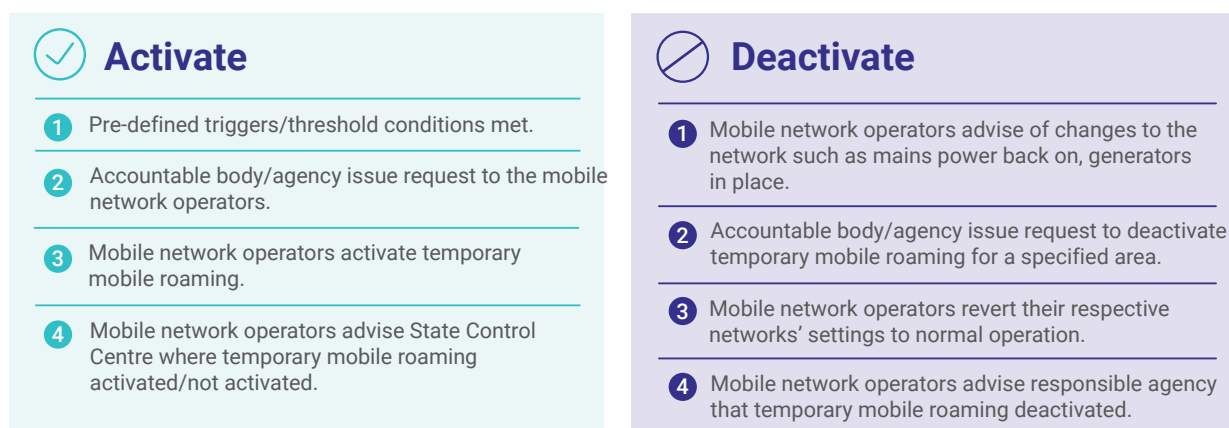 Activate
1 Pre-defined triggers/threshold conditions met.
2 Accountable body/agency issue request to the mobile
network operators.
3 Mobile network operators activate temporary
mobile roaming.
4 Mobile network operators advise State Control
Centre where temporary mobile roaming
activated/not activated.
Deactivate
1 Mobile network operators advise of changes to the
network such as mains power back on, generators
in place.
2 Accountable body/agency issue request to deactivate
temporary mobile roaming for a specified area.
3 Mobile network operators revert their respective
networks’ settings to normal operation.
4 Mobile network operators advise responsible agency
that temporary mobile roaming deactivated.